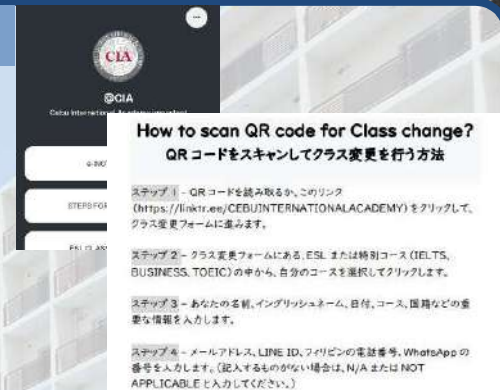 CIA
@CIA
How to scan QR code for Class change?
QRコードをスキャンしてクラス変更を行う方法
STEPS FOR
ステップ 1 - QRコードを読み取るか、このリンク
(https://linktr.ee/CEBUINTERNATIONALACADEMY)をクリックして、
クラス変更フォームに進みます。
ステップ 2 - クラス変更フォームにある、ESL または特別コース (IELTS,
BUSINESS, TOEIC)の中から、自分のコースを選択してクリックします。
ステップ 3 - あなたの名前、イングリッシュネーム、日付、コース、国籍などの重
要な情報を入力します。
ステップ 4 - メールアドレス、LINE ID、フィリピンの電話番号、WhatsApp の
番号を入力します。(記入するものがない場合は、N/A または NOT
APPLICABLE と入力してください。)